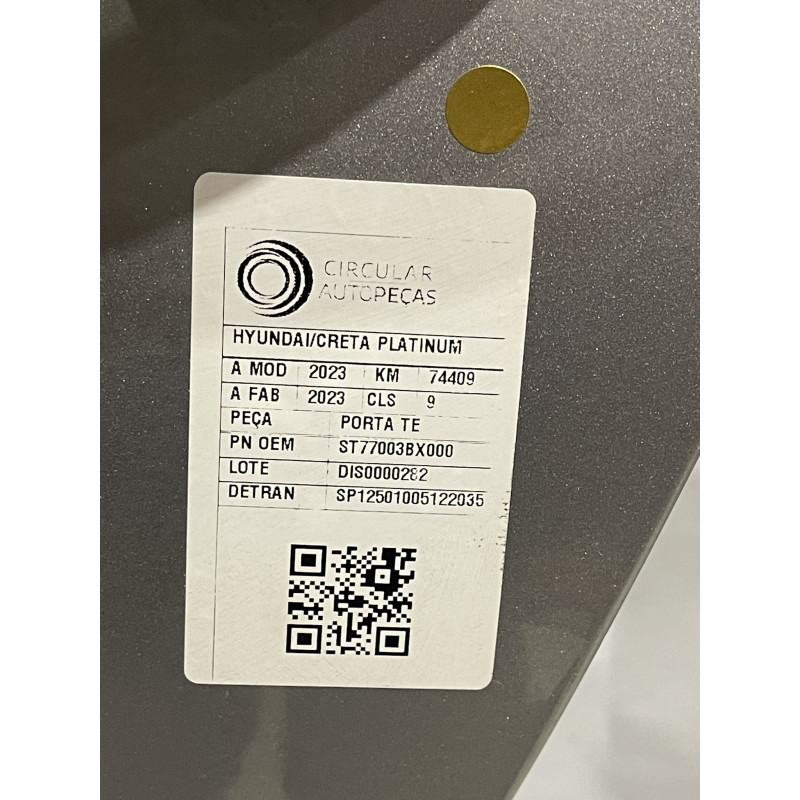 CIRCULAR
AUTOPEÇAS
HYUNDAI/CRETA PLATINUM
A MOD 2023 KM 74409
A FAB 2023 CLS 9
PEÇA PORTA TE
PN OEM ST77003BX000
LOTE DIS0000282
DETRAN SP12501005122035